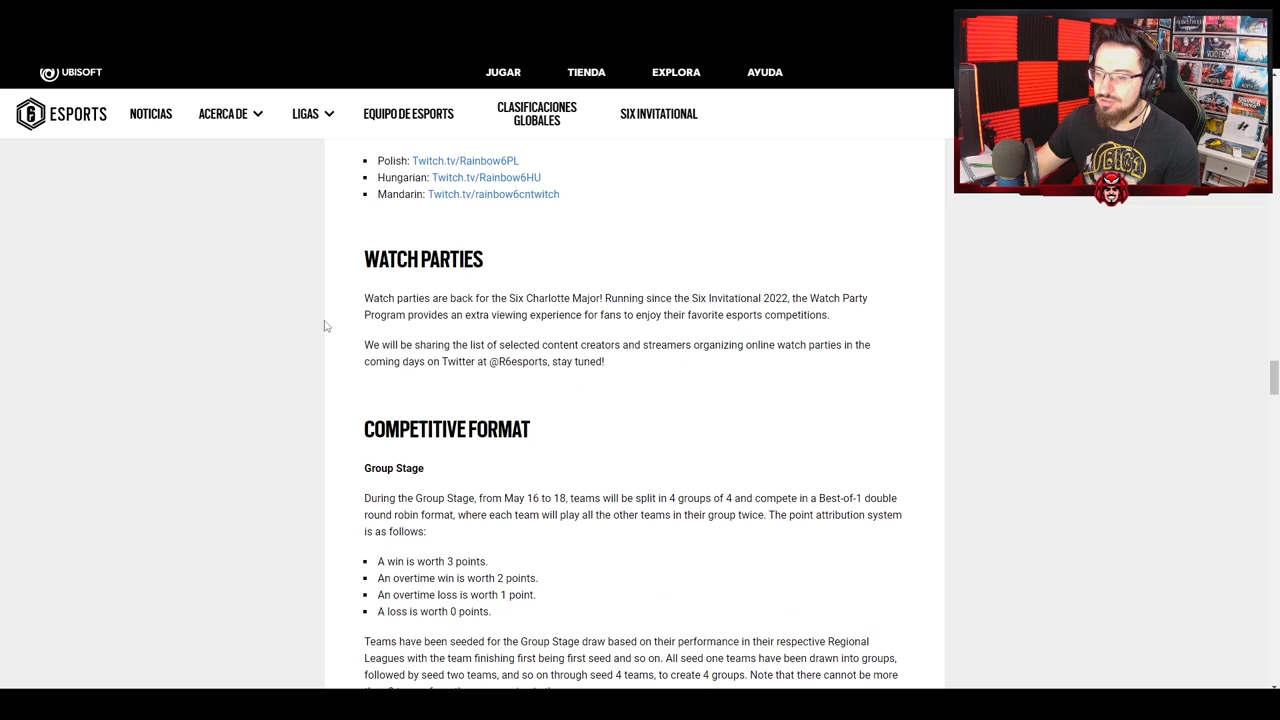 UBISOFT
JUGAR
TIENDA
EXPLORA
AYUDA
ESPORTS
NOTICIAS
ACERCA DE
LIGAS
EQUIPO DE ESPORTS
CLASIFICACIONES
GLOBALES
SIX INVITATIONAL
Polish: Twitch.tv/Rainbow6PL
Hungarian: Twitch.tv/Rainbow6HU
Mandarin: Twitch.tv/rainbow6cntwitch
WATCH PARTIES
Watch parties are back for the Six Charlotte Major! Running since the Six Invitational 2022, the Watch Party
Program provides an extra viewing experience for fans to enjoy their favorite esports competitions.
We will be sharing the list of selected content creators and streamers organizing online watch parties in the
coming days on Twitter at @R6esports, stay tuned!
COMPETITIVE FORMAT
Group Stage
During the Group Stage, from May 16 to 18, teams will be split in 4 groups of 4 and compete in a Best-of-1 double
round robin format, where each team will play all the other teams in their group twice. The point attribution system
is as follows:
A win is worth 3 points.
An overtime win is worth 2 points.
An overtime loss is worth 1 point.
A loss is worth 0 points.
Teams have been seeded for the Group Stage draw based on their performance in their respective Regional
Leagues with the team finishing first being first seed and so on. All seed one teams have been drawn into groups,
followed by seed two teams, and so on through seed 4 teams, to create 4 groups. Note that there cannot be more